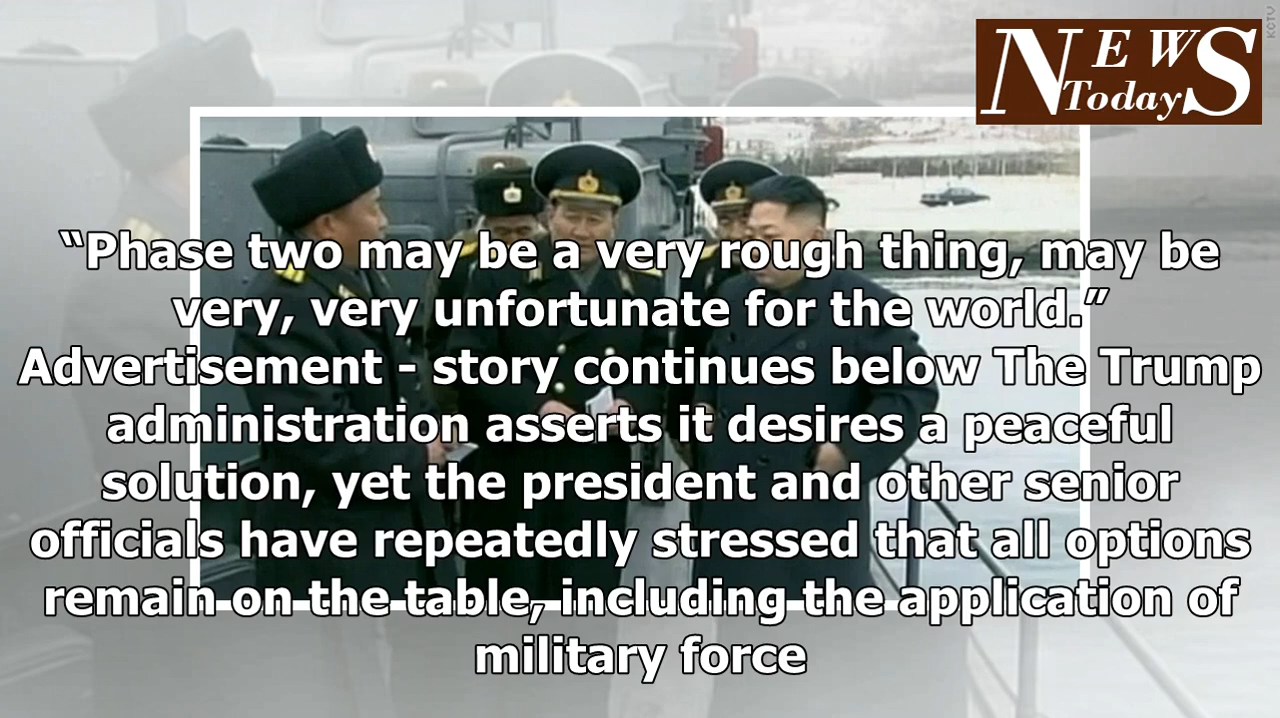 KCTV
NEWS
Today
“Phase two may be a very rough thing, may be
very, very unfortunate for the world.”
Advertisement - story continues below The Trump
administration asserts it desires a peaceful
solution, yet the president and other senior
officials have repeatedly stressed that all options
remain on the table, including the application of
military force